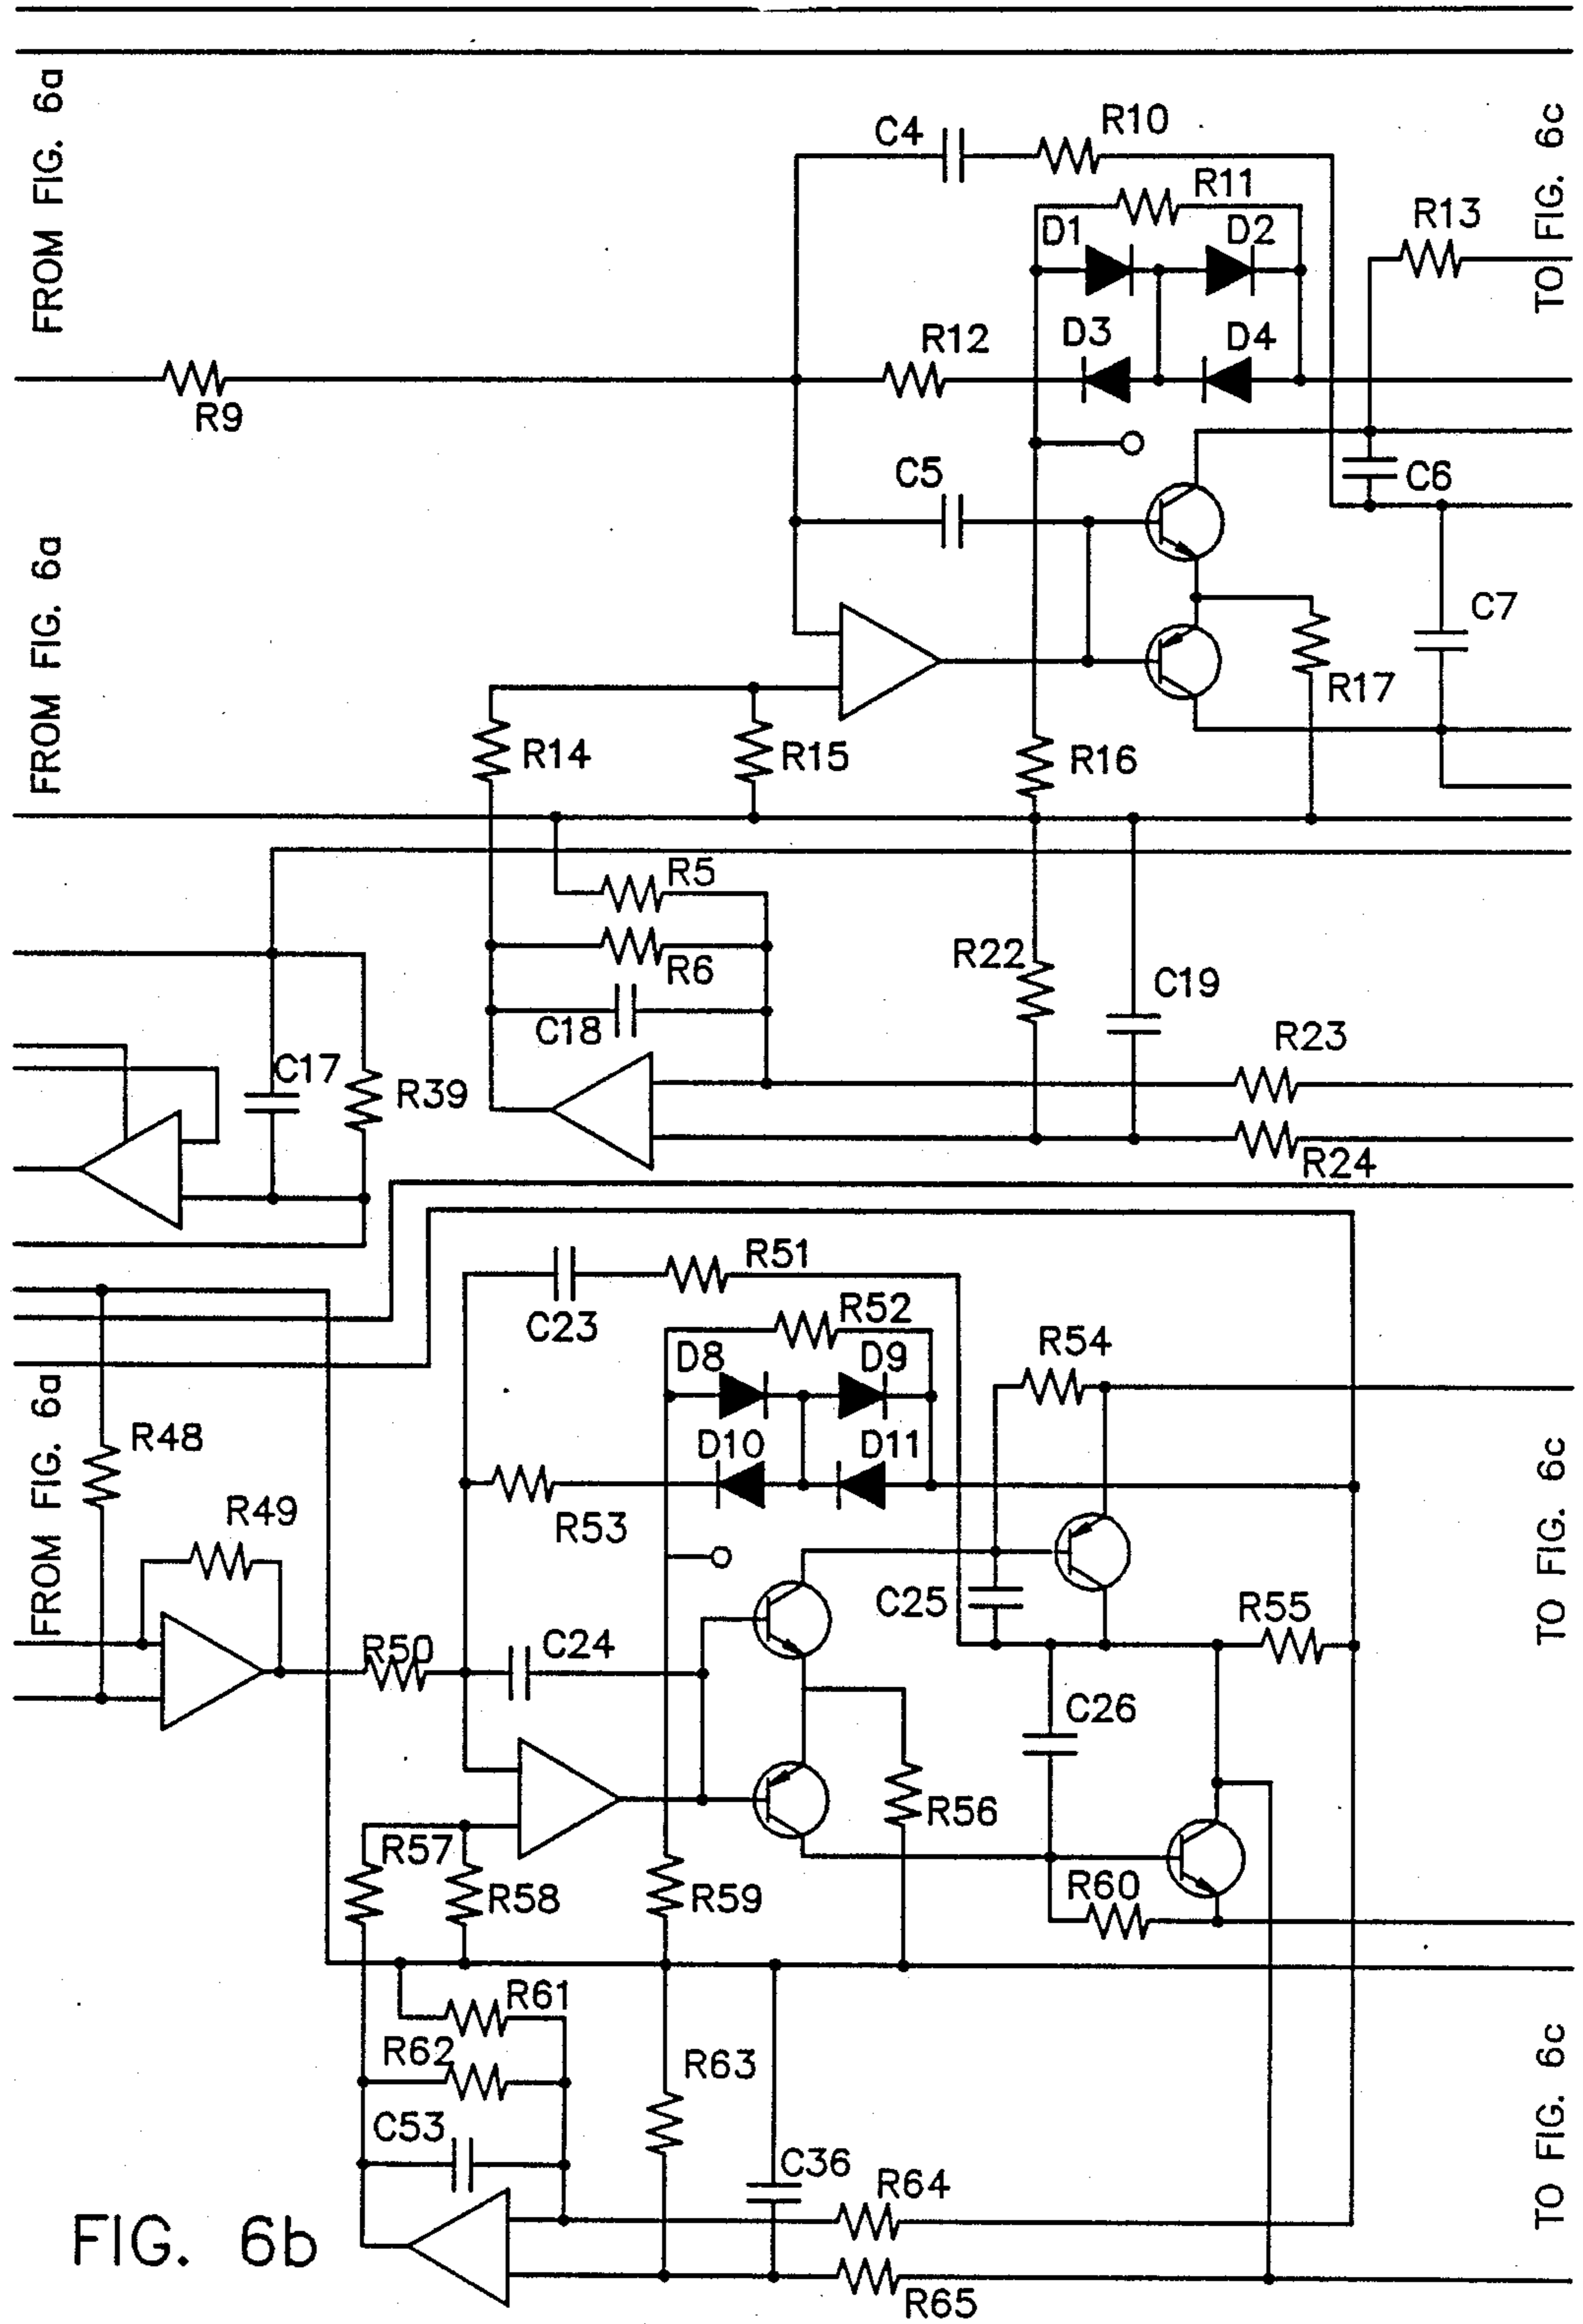 FROM FIG. 6a
TO FIG. 6c
C4
R10
R11
R13
D1
D2
R12
D3
D4
R9
C5
C6
FROM FIG. 6a
C7
R17
R14
R15
R16
R5
R6
R22
C19
C18
R23
C17
R39
R24
R51
C23
R52
R54
D8
D9
FROM FIG. 6a
R48
D10
D11
TO FIG. 6c
R49
R53
C25
R55
R50
C24
C26
R56
R57
R58
R59
R60
R61
R62
R63
TO FIG. 6c
C53
C36
R64
FIG. 6b
R65